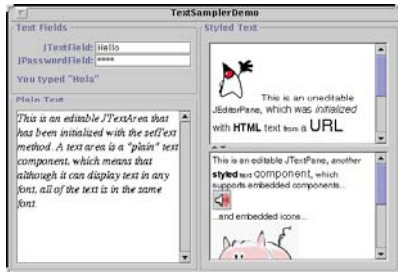 TextSamplerDemo
Text Fields
JTextField: Hello
JPasswordField: ****
You typed "Hola"
Plain Text
This is an editable JTextArea that
has been initialized with the setText
method. A text area is a "plain" text
component, which means that
although it can display text in any
font, all of the text is in the same
font.
Styled Text
This is an uneditable
JEditorPane, which was initialized
with HTML text from a URL
This is an editable JTextPane, another
styled text component, which
supports embedded components...
...and embedded icons...